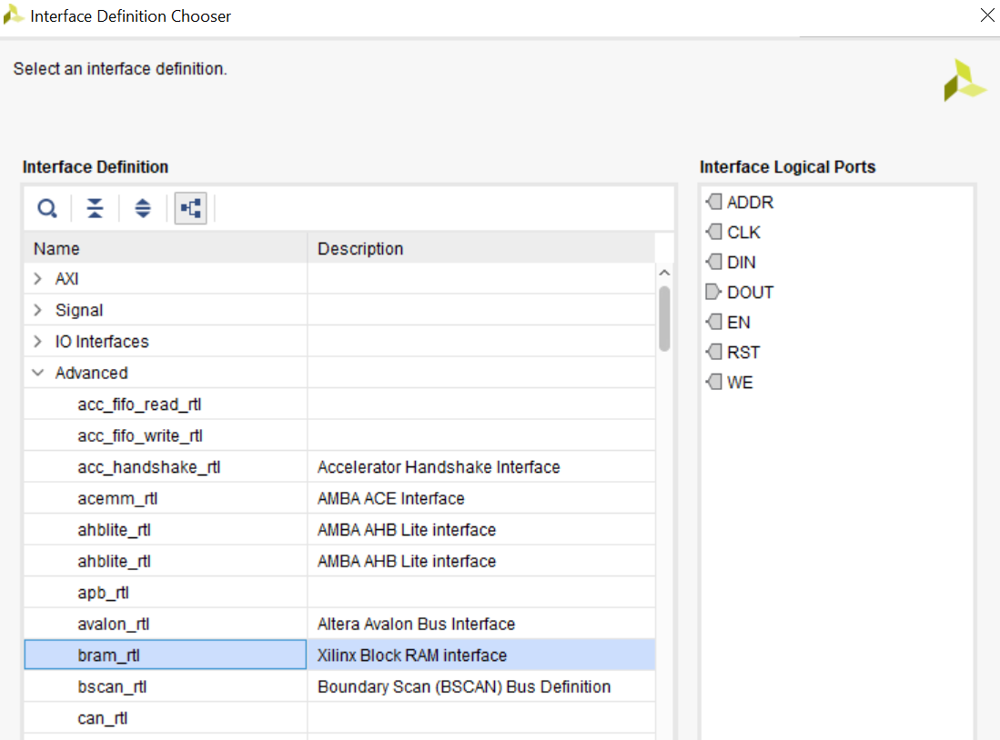 Interface Definition Chooser
Select an interface definition.
Interface Definition
Name Description
AXI
Signal
IO Interfaces
Advanced
acc_fifo_read_rtl
acc_fifo_write_rtl
acc_handshake_rtl Accelerator Handshake Interface
acemm_rtl AMBA ACE Interface
ahblite_rtl AMBA AHB Lite interface
ahblite_rtl AMBA AHB Lite interface
apb_rtl
avalon_rtl Altera Avalon Bus Interface
bram_rtl Xilinx Block RAM interface
bscan_rtl Boundary Scan (BSCAN) Bus Definition
can_rtl
Interface Logical Ports
ADDR
CLK
DIN
DOUT
EN
RST
WE